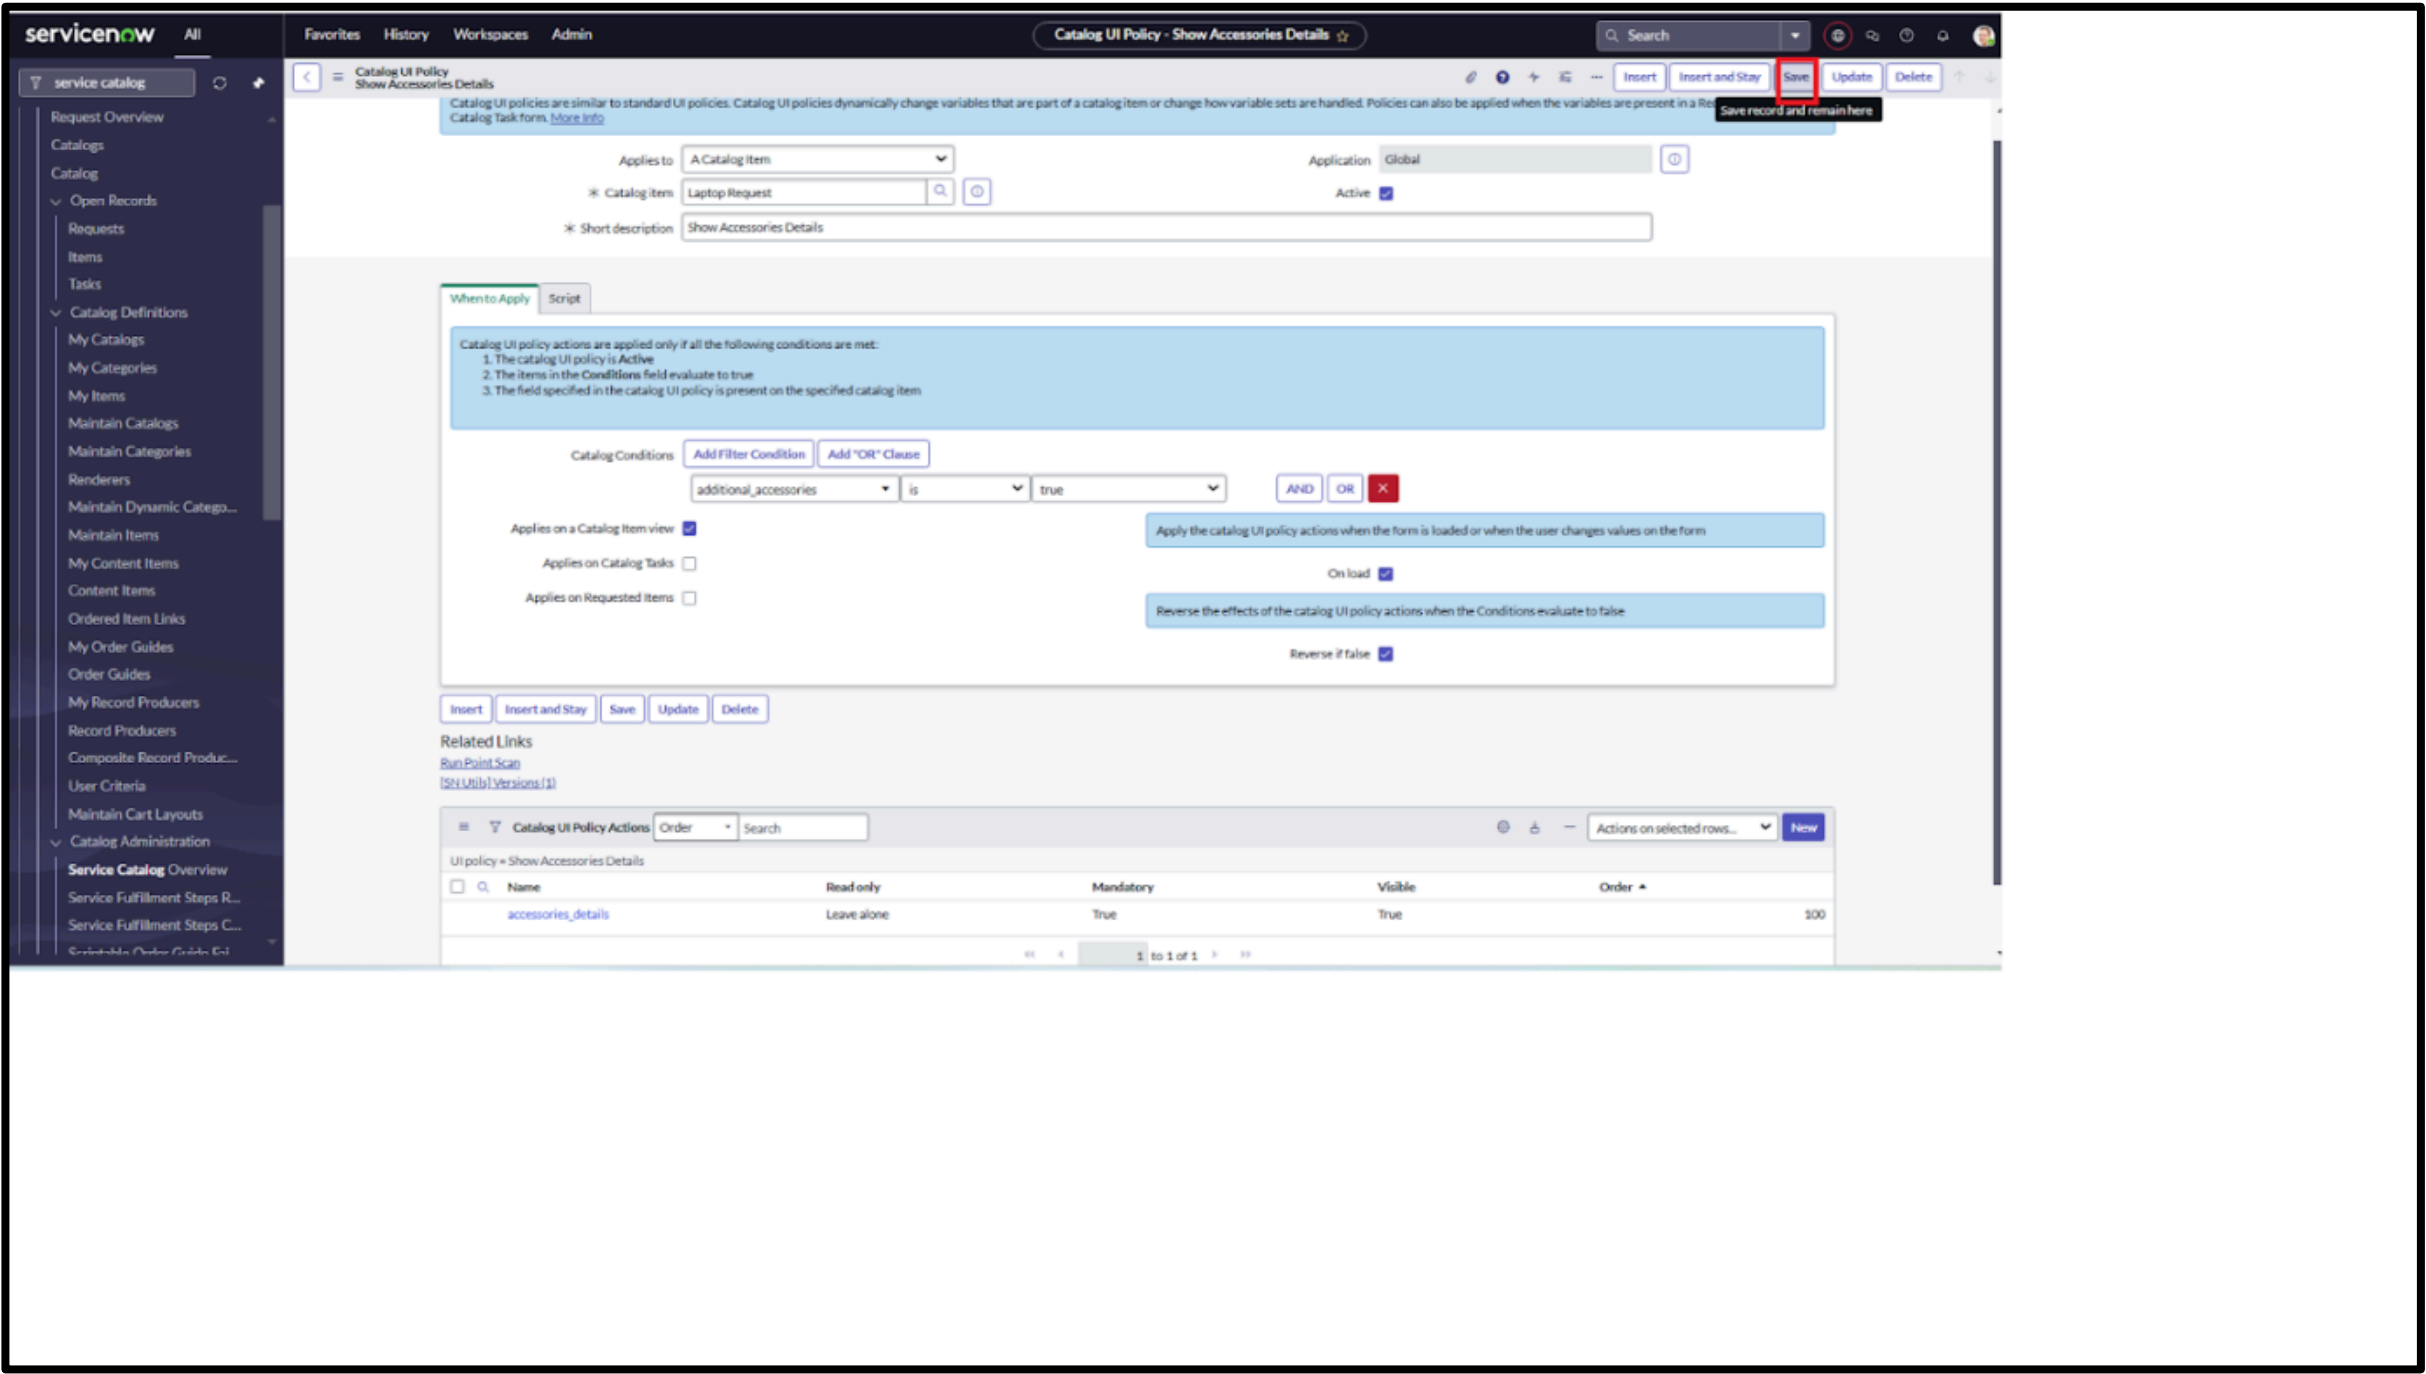 servicenow All Favorites History Workspaces Admin Catalog UI Policy - Show Accessories Details Search
service catalog
Catalog UI Policy
Show Accessories Details
Insert Insert and Stay Save Update Delete
Save record and remain here
Request Overview
Catalogs
Catalog
Open Records
Requests
Items
Tasks
Catalog Definitions
My Catalogs
My Categories
My Items
Maintain Catalogs
Maintain Categories
Renderers
Maintain Dynamic Catego...
Maintain Items
My Content Items
Content Items
Ordered Item Links
My Order Guides
Order Guides
My Record Producers
Record Producers
Composite Record Produc...
User Criteria
Maintain Cart Layouts
Catalog Administration
Service Catalog Overview
Service Fulfillment Steps R...
Service Fulfillment Steps C...
Scriptable Order Guide Fai
Catalog UI policies are similar to standard UI policies. Catalog UI policies dynamically change variables that are part of a catalog item or change how variable sets are handled. Policies can also be applied when the variables are present in a
Catalog Task form. More Info
Applies to A Catalog Item
Application Global
* Catalog item Laptop Request
Active
* Short description Show Accessories Details
When to Apply Script
Catalog UI policy actions are applied only if all the following conditions are met:
1. The catalog UI policy is Active
2. The items in the Conditions field evaluate to true
3. The field specified in the catalog UI policy is present on the specified catalog item
Catalog Conditions Add Filter Condition Add "OR" Clause
additional_accessories is true AND OR
Applies on a Catalog Item view
Apply the catalog UI policy actions when the form is loaded or when the user changes values on the form
Applies on Catalog Tasks
On load
Applies on Requested Items
Reverse the effects of the catalog UI policy actions when the Conditions evaluate to false
Reverse if false
Insert Insert and Stay Save Update Delete
Related Links
Run Point Scan
[SN Utils] Versions (1)
Catalog UI Policy Actions Order Search Actions on selected rows... New
UI policy = Show Accessories Details
Name Read only Mandatory Visible Order
accessories_details Leave alone True True 100
1 to 1 of 1